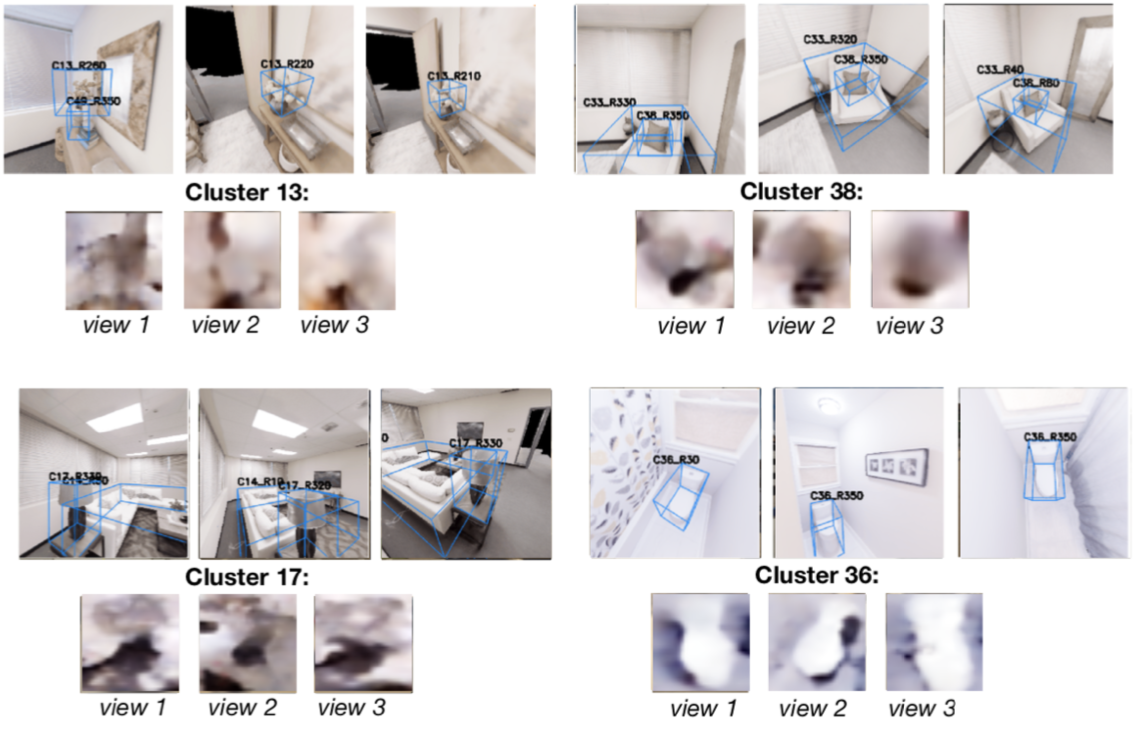 C13_R260
C49_R350
C13_R220
C13_R210
C33_R330
C38_R350
C33_R320
C38_R350
C33_R40
C38_R80
Cluster 13:
Cluster 38:
view 1 view 2 view 3
view 1 view 2 view 3
C17_R330
C14_R10
C17_R320
C17_R330
C36_R30
C36_R350
C36_R350
Cluster 17:
Cluster 36:
view 1 view 2 view 3
view 1 view 2 view 3